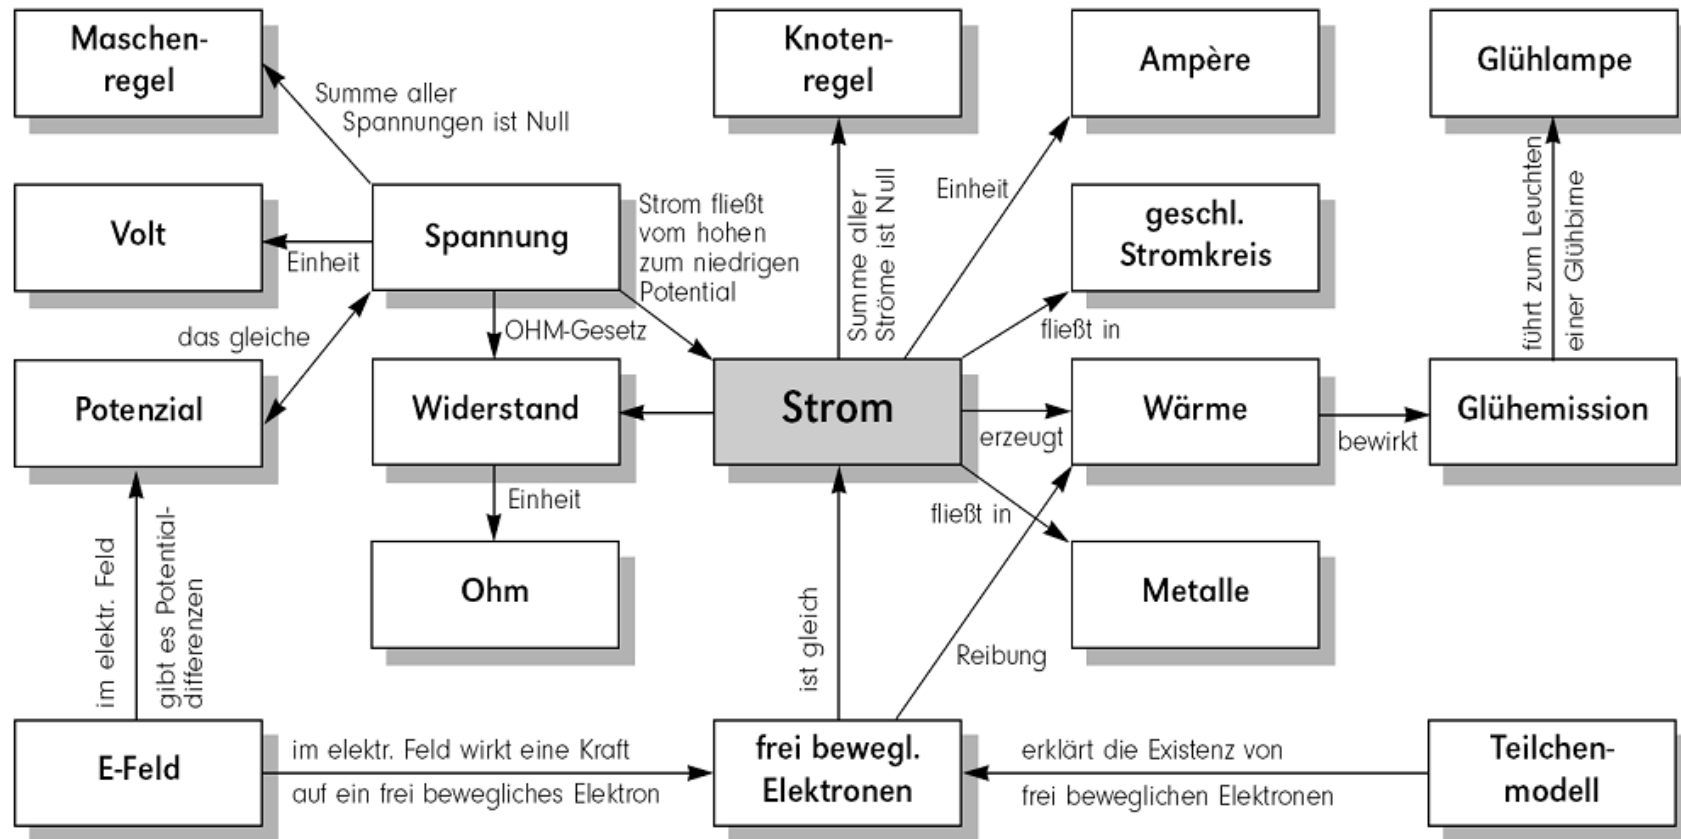 Maschen-
regel
Summe aller
Spannungen ist Null
Knoten-
regel
Ampère
Glühlampe
Volt
Einheit
Spannung
Strom fließt
vom hohen
zum niedrigen
Potential
Summe aller
Ströme ist Null
Einheit
geschl.
Stromkreis
führt zum Leuchten
einer Glühbirne
das gleiche
OHM-Gesetz
fließt in
Potenzial
Widerstand
Strom
erzeugt
Wärme
bewirkt
Glühemission
Einheit
fließt in
im elektr. Feld
gibt es Potential-
differenzen
Ohm
ist gleich
Reibung
Metalle
E-Feld
im elektr. Feld wirkt eine Kraft
auf ein frei bewegliches Elektron
frei bewegl.
Elektronen
erklärt die Existenz von
frei beweglichen Elektronen
Teilchen-
modell